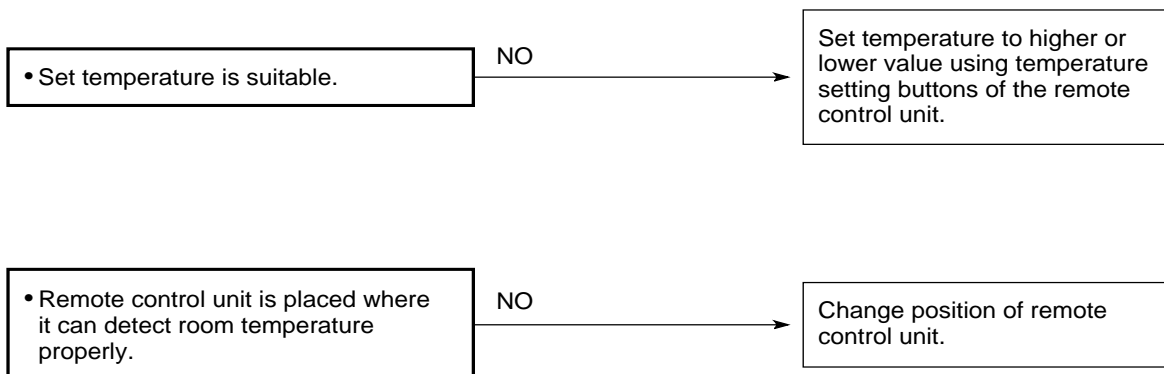 • Set temperature is suitable.
NO
Set temperature to higher or
lower value using temperature
setting buttons of the remote
control unit.
• Remote control unit is placed where
it can detect room temperature
properly.
NO
Change position of remote
control unit.